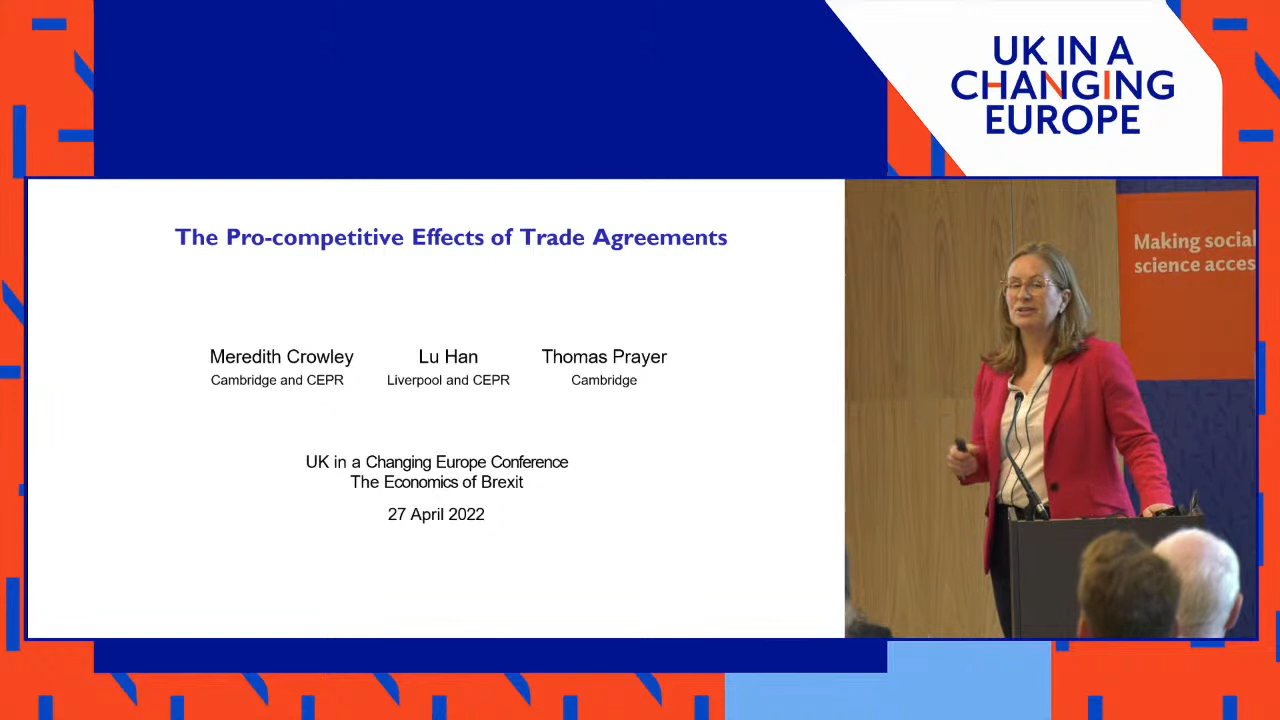 UK IN A
CHANGING
EUROPE
The Pro-competitive Effects of Trade Agreements
Meredith Crowley Lu Han Thomas Prayer
Cambridge and CEPR Liverpool and CEPR Cambridge
UK in a Changing Europe Conference
The Economics of Brexit
27 April 2022
Making social
science acces